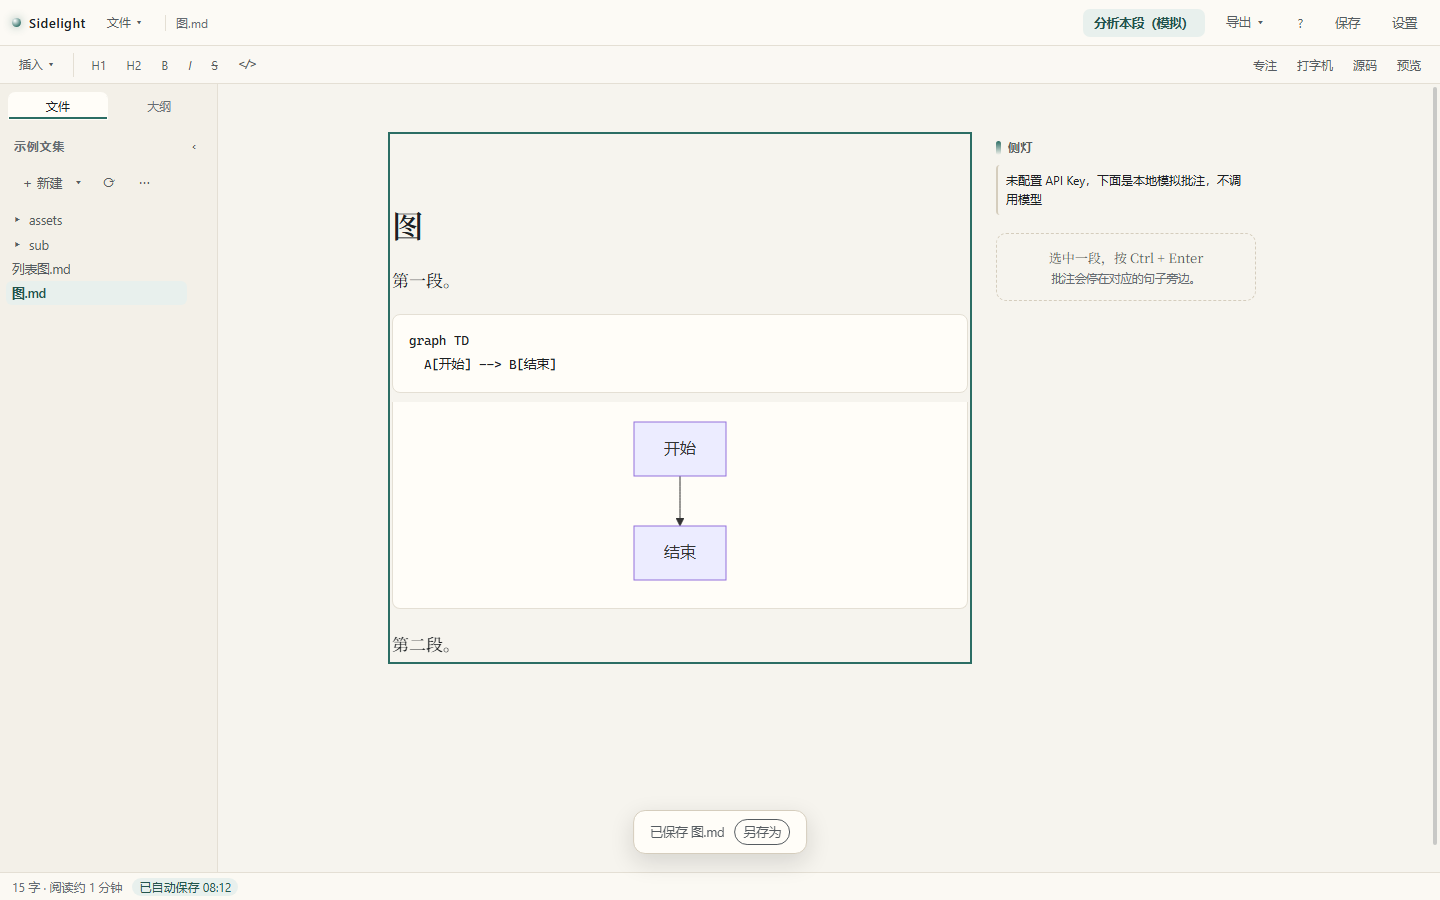 Sidelight 文件 图.md 分析本段（模拟） 导出 ? 保存 设置
插入 H1 H2 B I S </> 专注 打字机 源码 预览
文件 大纲
示例文集
+ 新建 ...
assets
sub
列表图.md
图.md
图
第一段。
graph TD
A[开始] --> B[结束]
开始
结束
第二段。
侧灯
未配置 API Key，下面是本地模拟批注，不调
用模型
选中一段，按 Ctrl + Enter
批注会停在对应的句子旁边。
已保存 图.md 另存为
15 字 · 阅读约 1 分钟 已自动保存 08:12